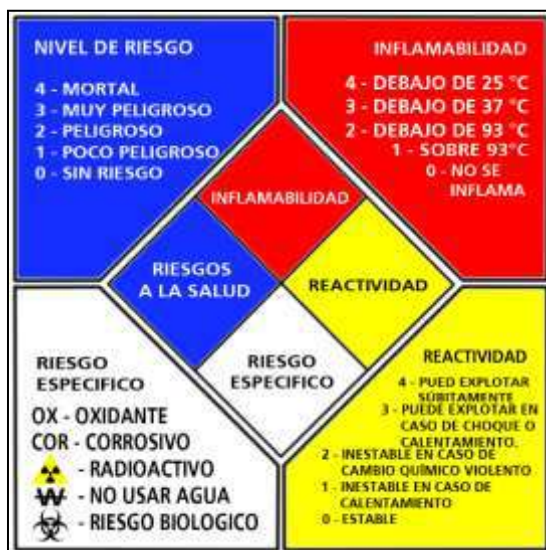 NIVEL DE RIESGO
4 - MORTAL
3 - MUY PELIGROSO
2 - PELIGROSO
1 - POCO PELIGROSO
0 - SIN RIESGO
INFLAMABILIDAD
4 - DEBAJO DE 25 °C
3 - DEBAJO DE 37 °C
2 - DEBAJO DE 93 °C
1 - SOBRE 93°C
0 - NO SE
INFLAMA
INFLAMABILIDAD
RIESGOS
A LA SALUD
REACTIVIDAD
RIESGO
ESPECIFICO
RIESGO
ESPECIFICO
OX - OXIDANTE
COR - CORROSIVO
- RADIOACTIVO
W - NO USAR AGUA
- RIESGO BIOLOGICO
REACTIVIDAD
4 - PUED EXPLOTAR
SÚBITAMENTE
3 - PUEDE EXPLOTAR EN
CASO DE CHOQUE O
CALENTAMIENTO.
2 - INESTABLE EN CASO DE
CAMBIO QUÍMICO VIOLENTO
1 - INESTABLE EN CASO DE
CALENTAMIENTO
0 - ESTABLE